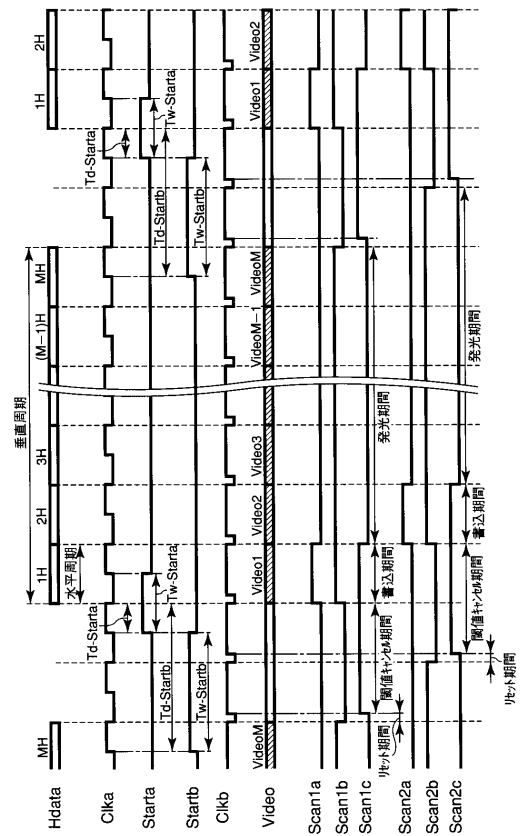 垂直周期
MH 1H 2H 3H (M−1)H MH 1H 2H
水平周期
Hdata
Td-Starta Td-Starta
Clka
Starta
Tw-Starta Tw-Starta
Td-Startb Td-Startb
Startb
Tw-Startb Tw-Startb
Clkb
VideoM Video1 Video2 Video3 VideoM−1 VideoM Video1 Video2
Video
Scan1a
Scan1b
Scan1c
リセット期間 閾値キャンセル期間 書込期間 発光期間
Scan2a
Scan2b
Scan2c
リセット期間 閾値キャンセル期間 書込期間 発光期間